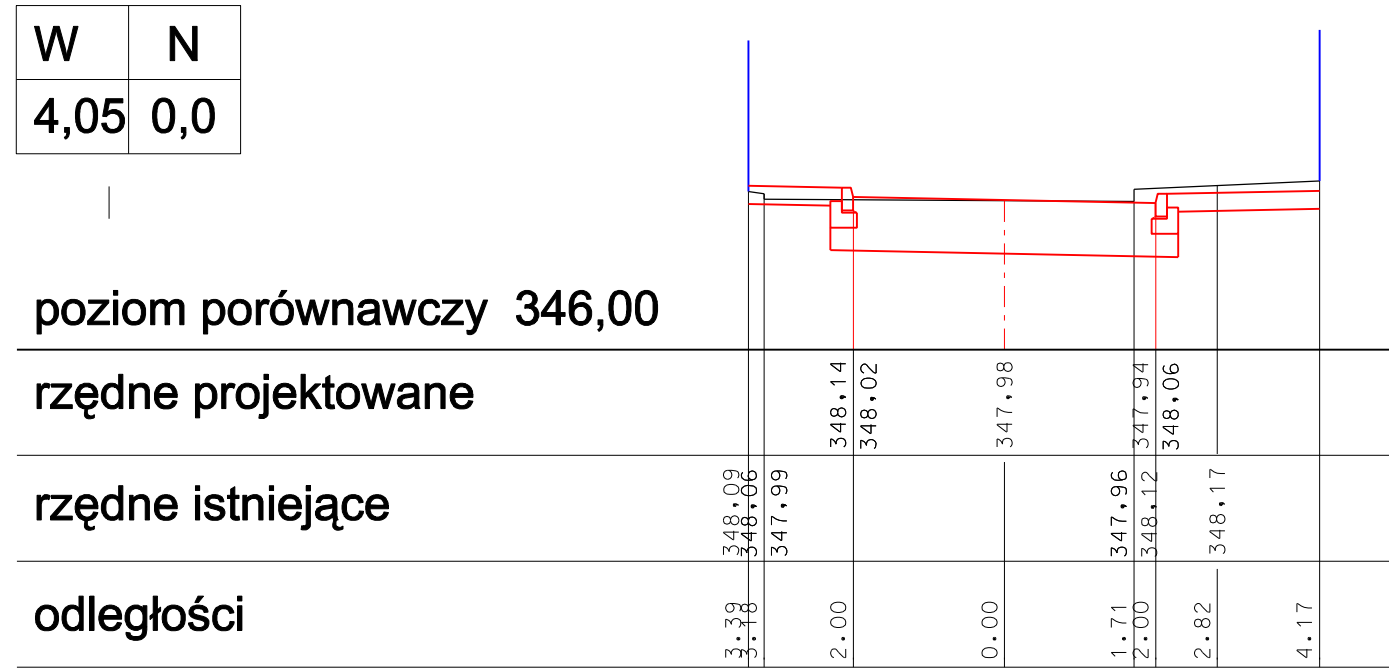 W N
4,05 0,0
poziom porównawczy 346,00
rzędne projektowane 348,14 348,02 347,98 347,94 348,06
rzędne istniejące 348,09 348,06 347,99 347,96 348,12 348,17
odległości 3.39 3.18 2.00 0.00 1.71 2.00 2.82 4.17